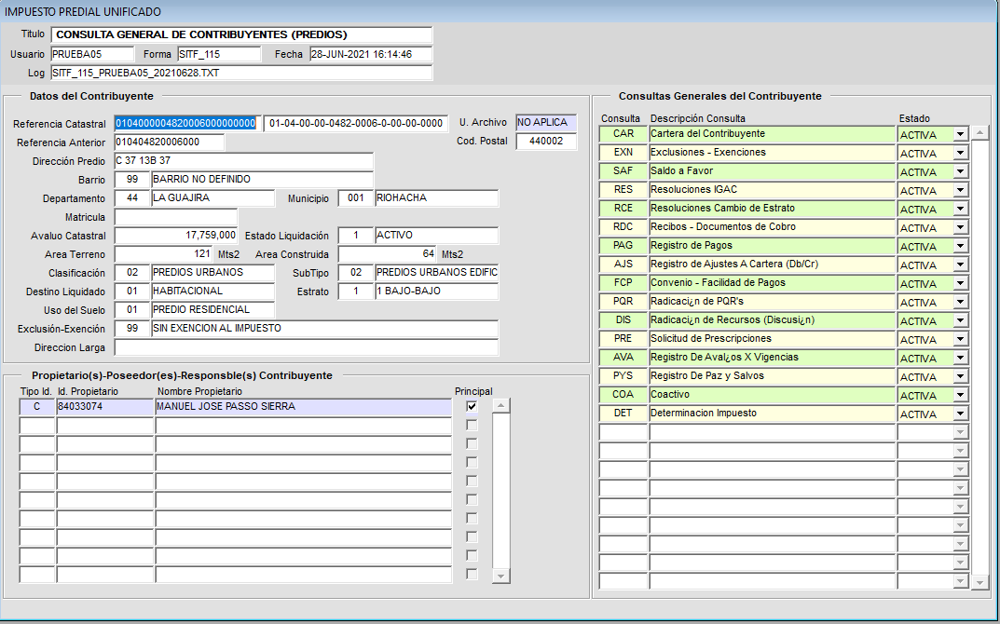 IMPUESTO PREDIAL UNIFICADO
Titulo CONSULTA GENERAL DE CONTRIBUYENTES (PREDIOS)
Usuario PRUEBA05 Forma SITF_115 Fecha 28-JUN-2021 16:14:46
Log SITF_115_PRUEBA05_20210628.TXT
Datos del Contribuyente
Referencia Catastral 0104000004820006000000000 01-04-00-00-0482-0006-0-00-00-0000 U. Archivo NO APLICA
Referencia Anterior 010404820006000 Cod. Postal 440002
Dirección Predio C 37 13B 37
Barrio 99 BARRIO NO DEFINIDO
Departamento 44 LA GUAJIRA Municipio 001 RIOHACHA
Matricula
Avaluo Catastral 17,759,000 Estado Liquidación 1 ACTIVO
Area Terreno 121 Mts2 Area Construida 64 Mts2
Clasificación 02 PREDIOS URBANOS SubTipo 02 PREDIOS URBANOS EDIFIC
Destino Liquidado 01 HABITACIONAL Estrato 1 1 BAJO-BAJO
Uso del Suelo 01 PREDIO RESIDENCIAL
Exclusión-Exención 99 SIN EXENCION AL IMPUESTO
Direccion Larga
Propietario(s)-Poseedor(es)-Responsble(s) Contribuyente
Tipo Id. Id. Propietario Nombre Propietario Principal
C 84033074 MANUEL JOSE PASSO SIERRA
Consultas Generales del Contribuyente
Consulta Descripción Consulta Estado
CAR Cartera del Contribuyente ACTIVA
EXN Exclusiones - Exenciones ACTIVA
SAF Saldo a Favor ACTIVA
RES Resoluciones IGAC ACTIVA
RCE Resoluciones Cambio de Estrato ACTIVA
RDC Recibos - Documentos de Cobro ACTIVA
PAG Registro de Pagos ACTIVA
AJS Registro de Ajustes A Cartera (Db/Cr) ACTIVA
FCP Convenio - Facilidad de Pagos ACTIVA
PQR Radicaci¿n de PQR's ACTIVA
DIS Radicaci¿n de Recursos (Discusi¿n) ACTIVA
PRE Solicitud de Prescripciones ACTIVA
AVA Registro De Aval¿os X Vigencias ACTIVA
PYS Registro De Paz y Salvos ACTIVA
COA Coactivo ACTIVA
DET Determinacion Impuesto ACTIVA